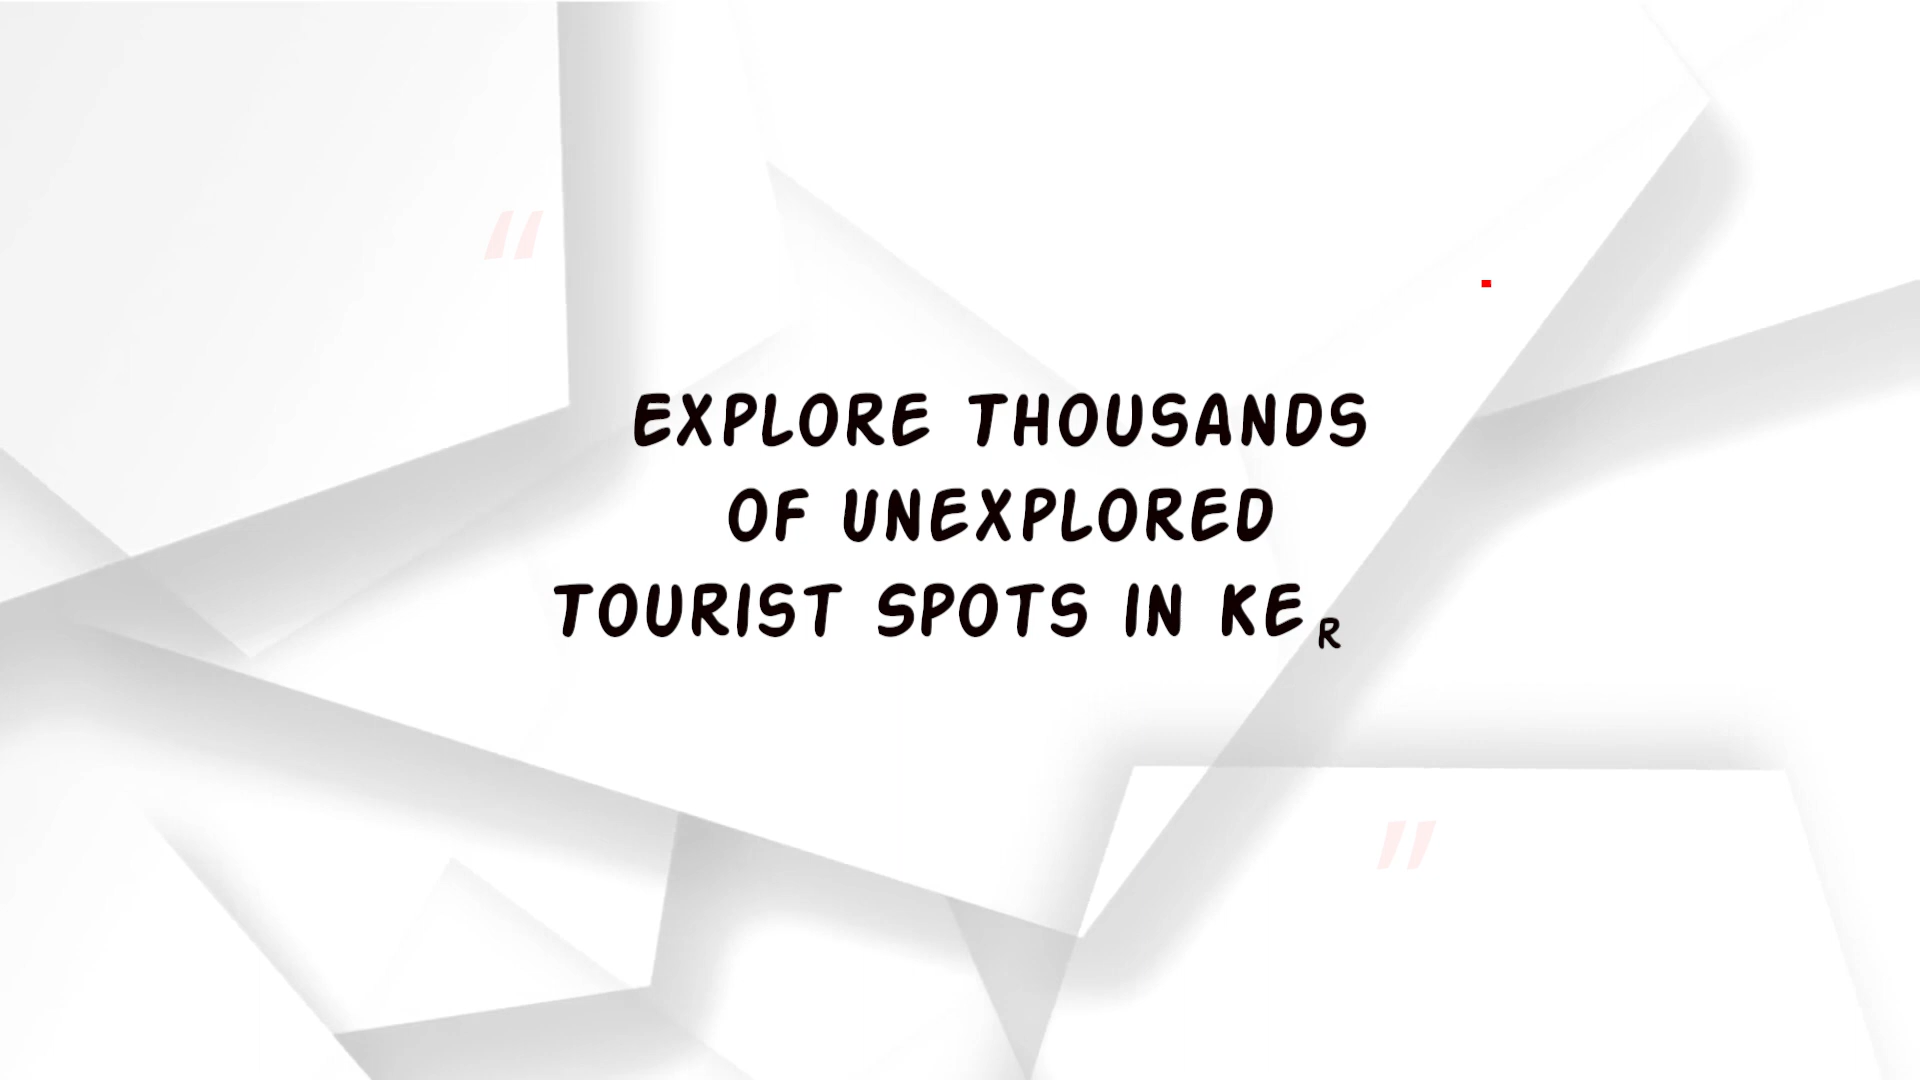 "
EXPLORE THOUSANDS
OF UNEXPLORED
TOURIST SPOTS IN KER
"